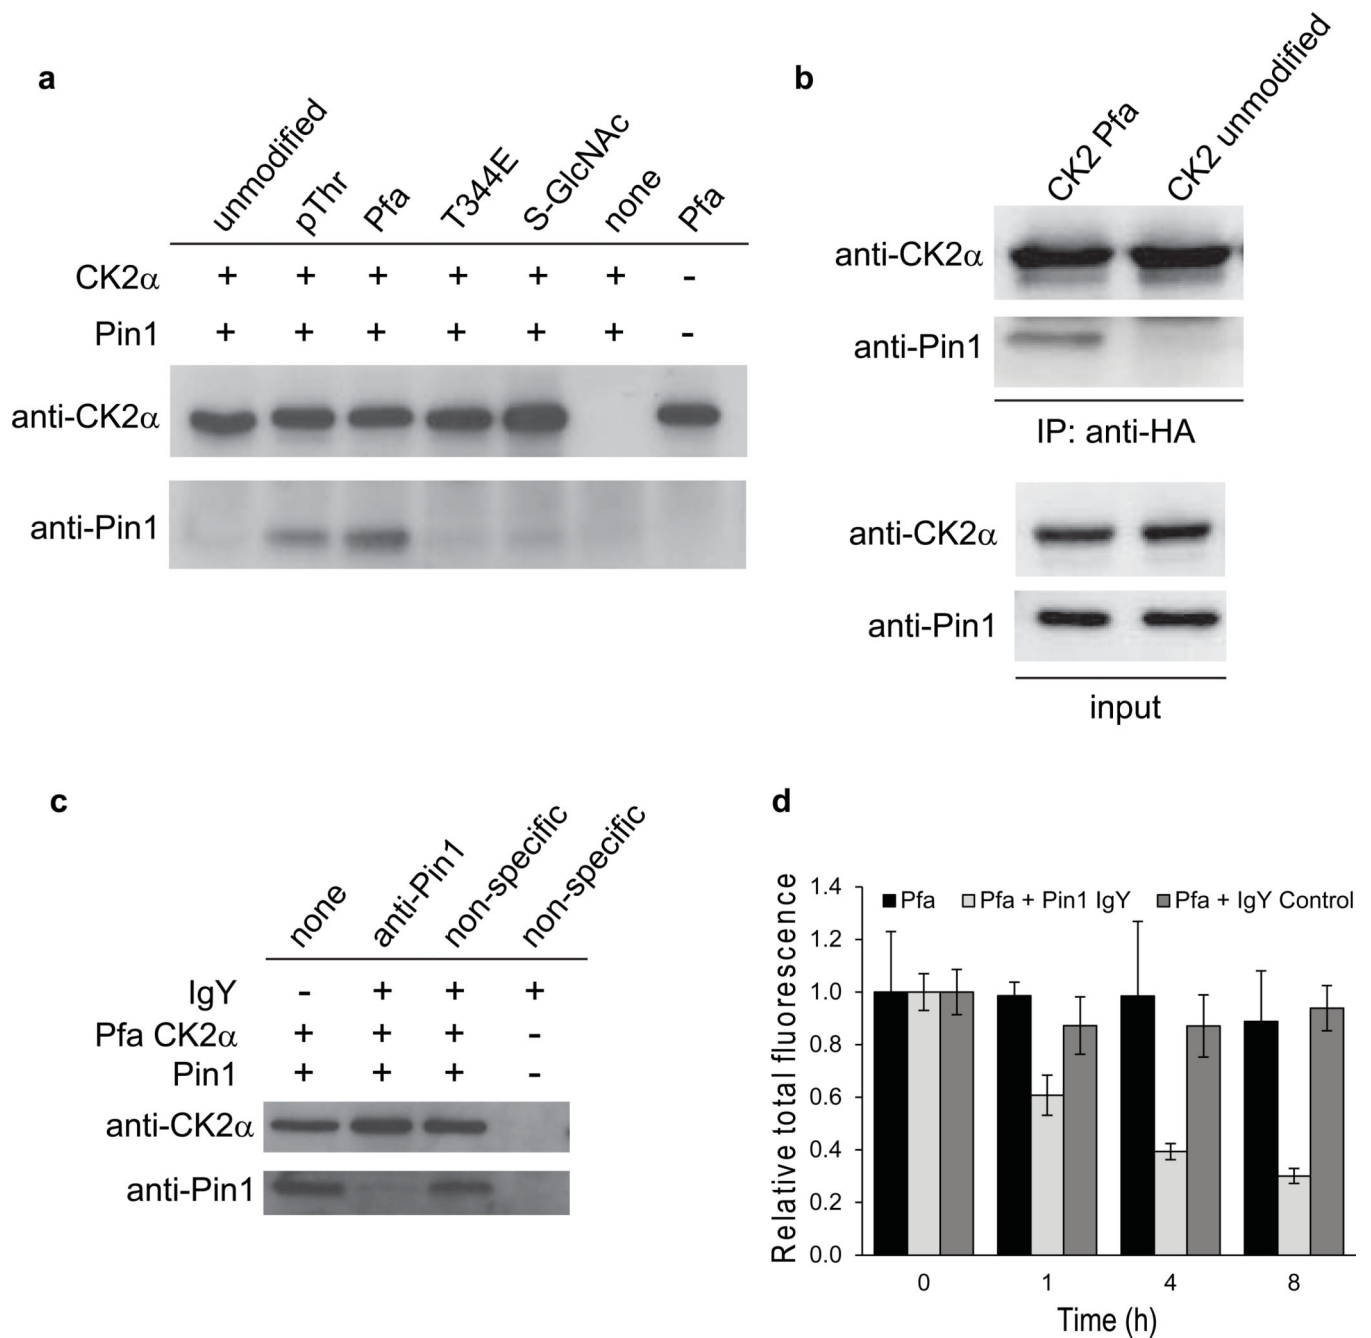 a
unmodified pThr Pfa T344E S-GlcNAc none Pfa
CK2α + + + + + + -
Pin1 + + + + + + -
anti-CK2α
anti-Pin1
b
CK2 Pfa CK2 unmodified
anti-CK2α
anti-Pin1
IP: anti-HA
anti-CK2α
anti-Pin1
input
c
none anti-Pin1 non-specific non-specific
IgY - + + +
Pfa CK2α + + + -
Pin1 + + + -
anti-CK2α
anti-Pin1
d
Relative total fluorescence
1.4
Pfa Pfa + Pin1 IgY Pfa + IgY Control
1.2
1.0
0.8
0.6
0.4
0.2
0.0
0 1 4 8
Time (h)